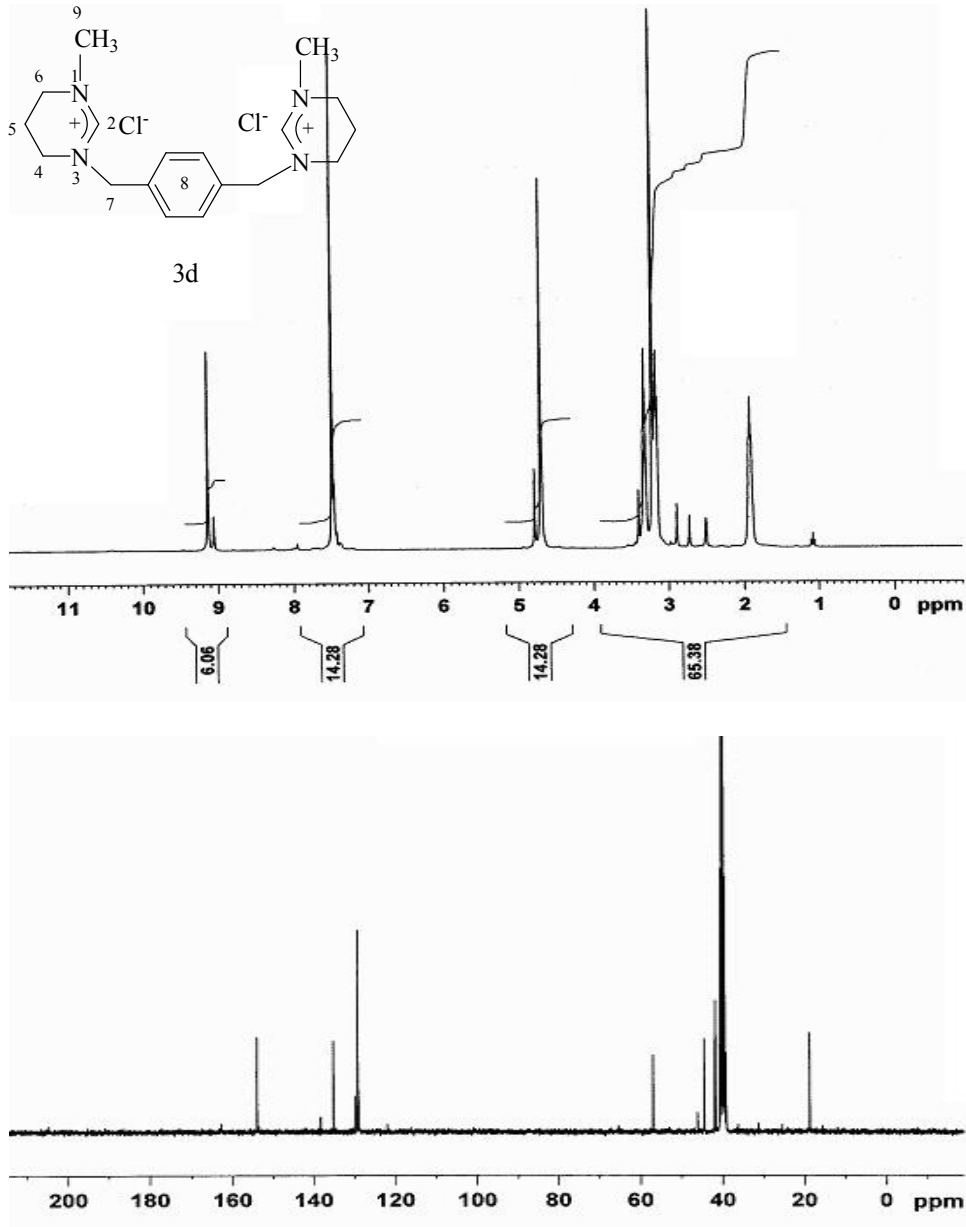 9
CH3 CH3
6 1 N N
5 + 2 Cl- Cl- +
4 3 N 8 N
7
3d
11 10 9 8 7 6 5 4 3 2 1 0 ppm
6.06 14.28 14.28 65.38
200 180 160 140 120 100 80 60 40 20 0 ppm